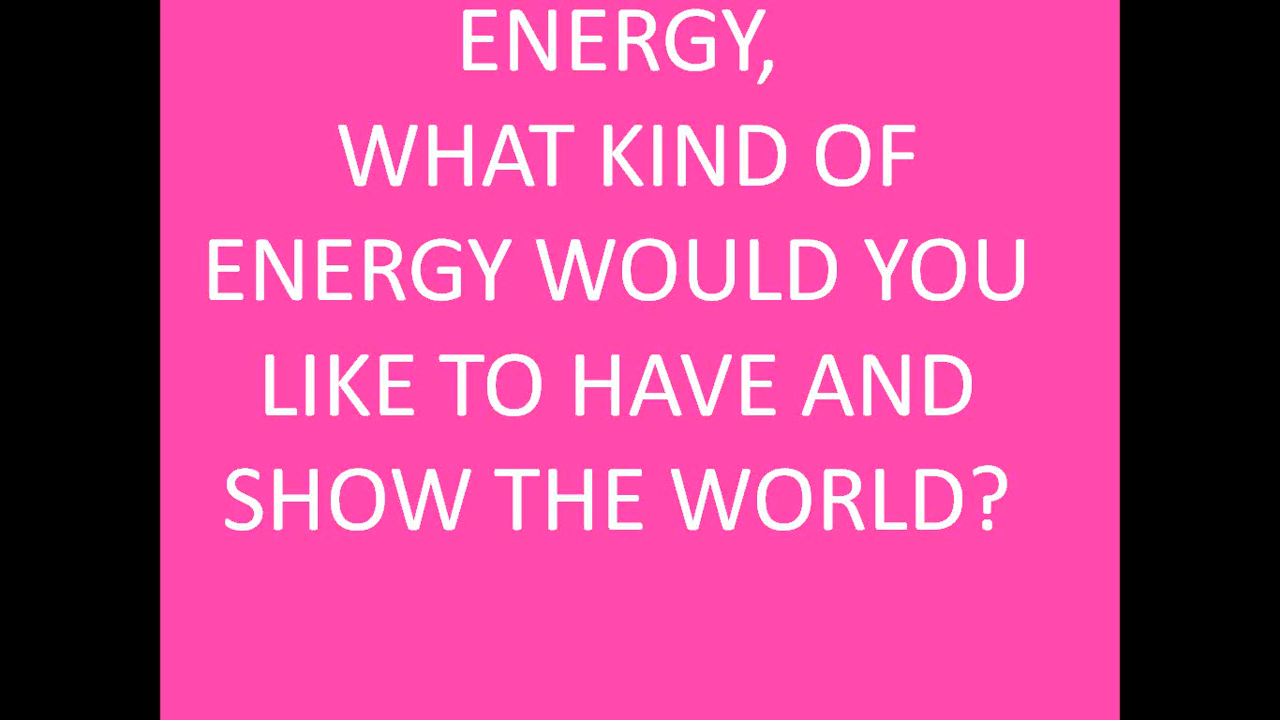 ENERGY,
WHAT KIND OF
ENERGY WOULD YOU
LIKE TO HAVE AND
SHOW THE WORLD?